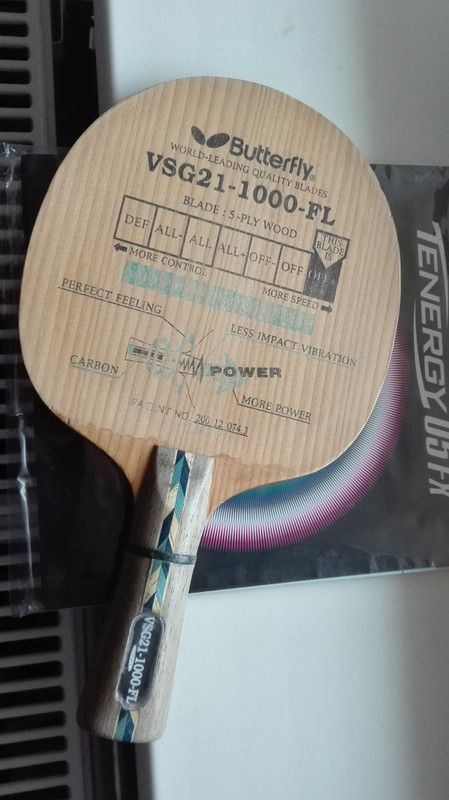 Butterfly®
WORLD-LEADING QUALITY BLADES
VSG21-1000-FL
BLADE : 5-PLY WOOD
THIS BLADE IS
DEF ALL- ALL ALL+ OFF- OFF OFF+
MORE CONTROL
MORE SPEED
PERFECT FEELING
LESS IMPACT VIBRATION
CARBON
POWER
MORE POWER
PATENT NO. 200 12 074.3
VSG21-1000-FL
TENERGY 05 FX